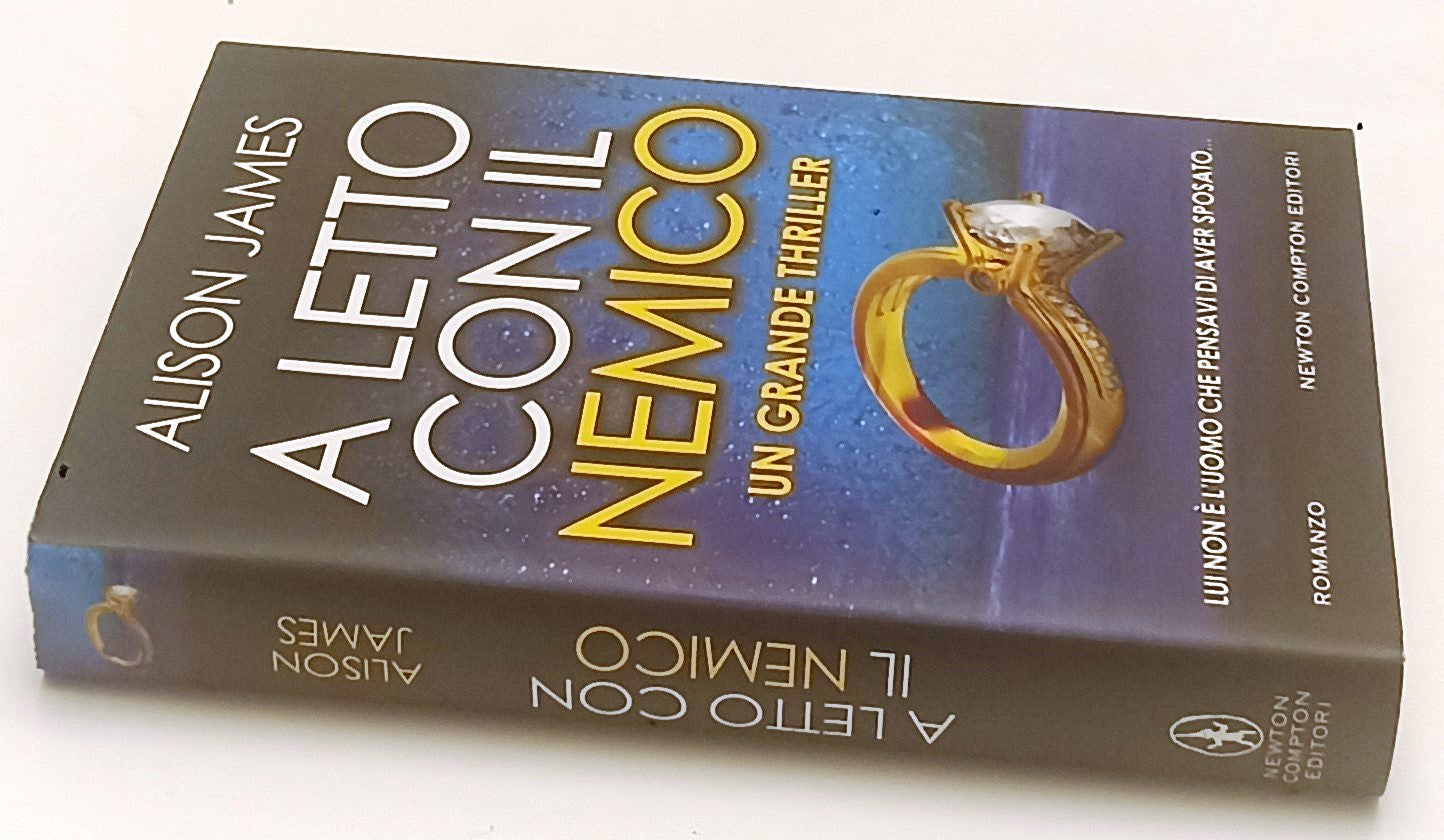 ALISON JAMES
A LETTO
CON IL
NEMICO
UN GRANDE THRILLER
LUI NON È L'UOMO CHE PENSAVI DI AVER SPOSATO...
ROMANZO
NEWTON COMPTON EDITORI
ALISON
JAMES
A LETTO CON
IL NEMICO
NEWTON
COMPTON
EDITORI